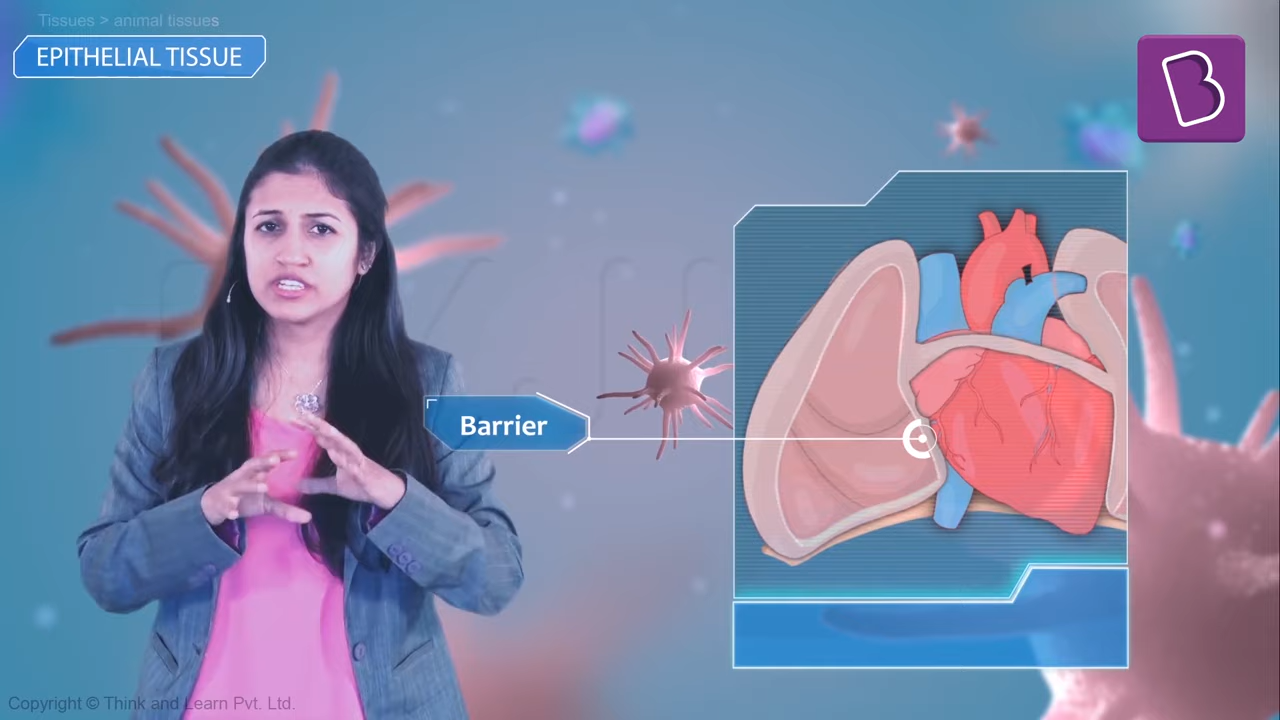 Tissues > animal tissues
EPITHELIAL TISSUE
B
Barrier
Copyright © Think and Learn Pvt. Ltd.